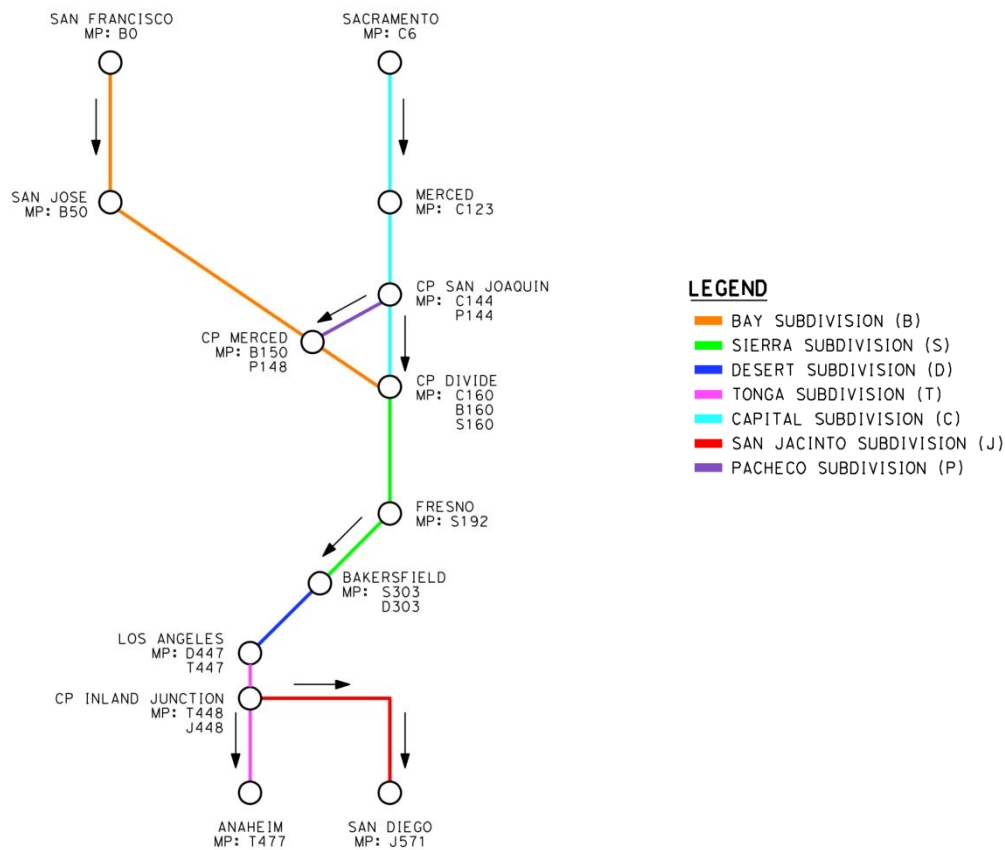 SAN FRANCISCO
MP: B0
SACRAMENTO
MP: C6
SAN JOSE
MP: B50
MERCED
MP: C123
CP SAN JOAQUIN
MP: C144
P144
CP MERCED
MP: B150
P148
CP DIVIDE
MP: C160
B160
S160
FRESNO
MP: S192
BAKERSFIELD
MP: S303
D303
LOS ANGELES
MP: D447
T447
CP INLAND JUNCTION
MP: T448
J448
ANAHEIM
MP: T477
SAN DIEGO
MP: J571
LEGEND
BAY SUBDIVISION (B)
SIERRA SUBDIVISION (S)
DESERT SUBDIVISION (D)
TONGA SUBDIVISION (T)
CAPITAL SUBDIVISION (C)
SAN JACINTO SUBDIVISION (J)
PACHECO SUBDIVISION (P)